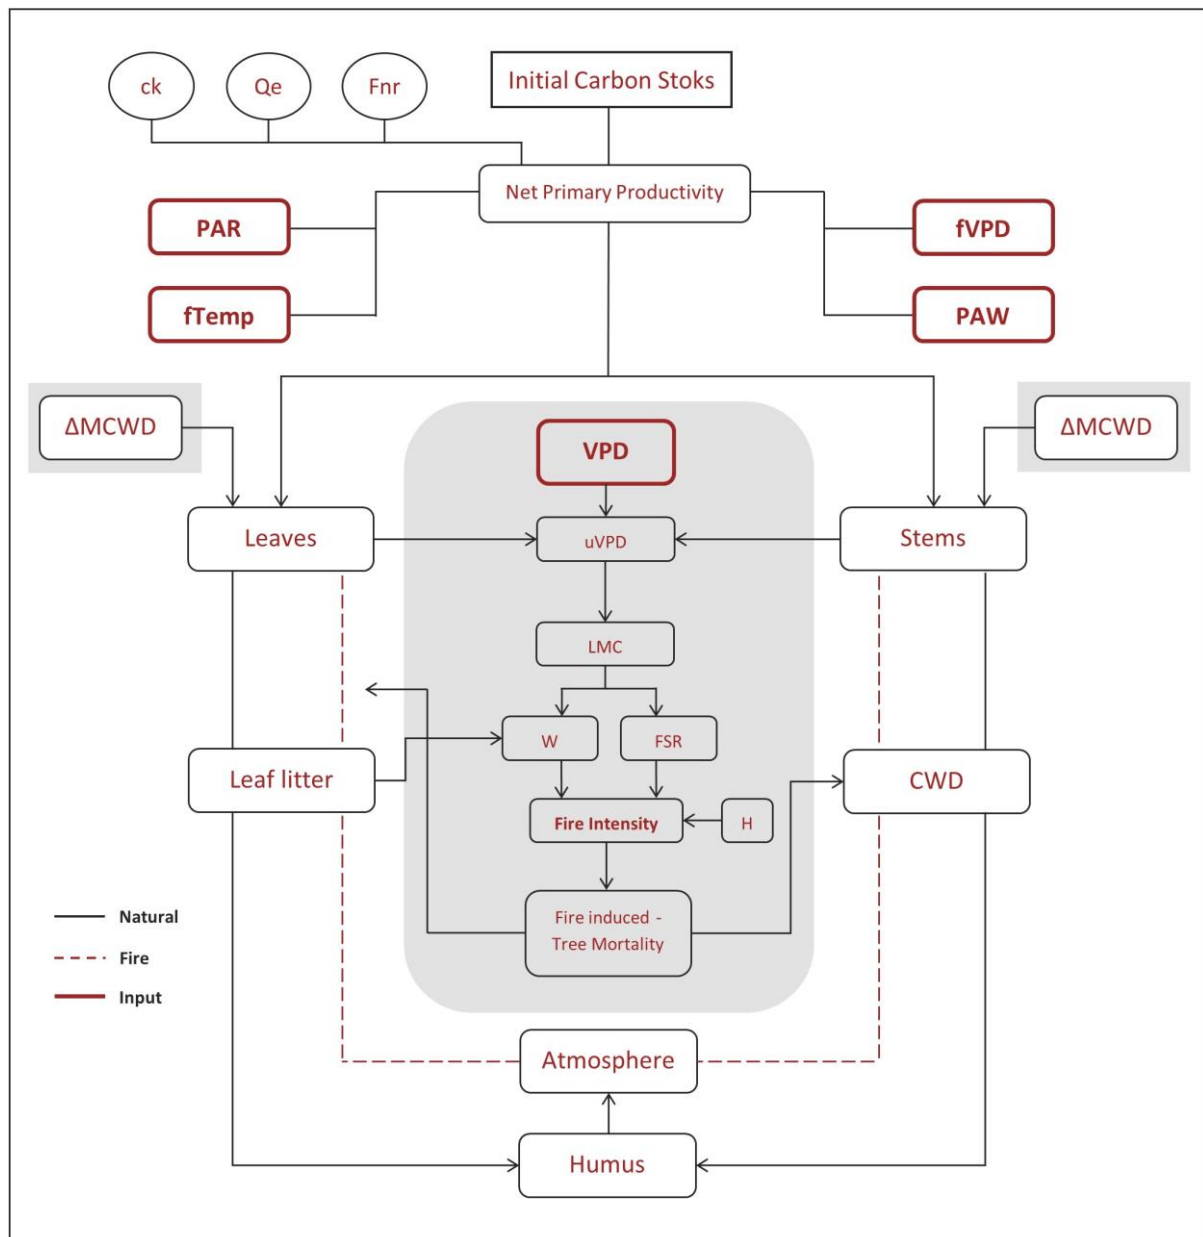 ck
Qe
Fnr
Initial Carbon Stoks
Net Primary Productivity
PAR
fVPD
fTemp
PAW
ΔMCWD
VPD
ΔMCWD
Leaves
uVPD
Stems
LMC
W
FSR
Leaf litter
CWD
Fire Intensity
H
Fire induced -
Tree Mortality
Natural
Fire
Input
Atmosphere
Humus